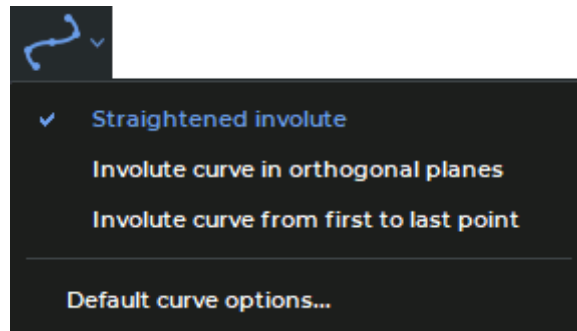 Straightened involute
Involute curve in orthogonal planes
Involute curve from first to last point
Default curve options...